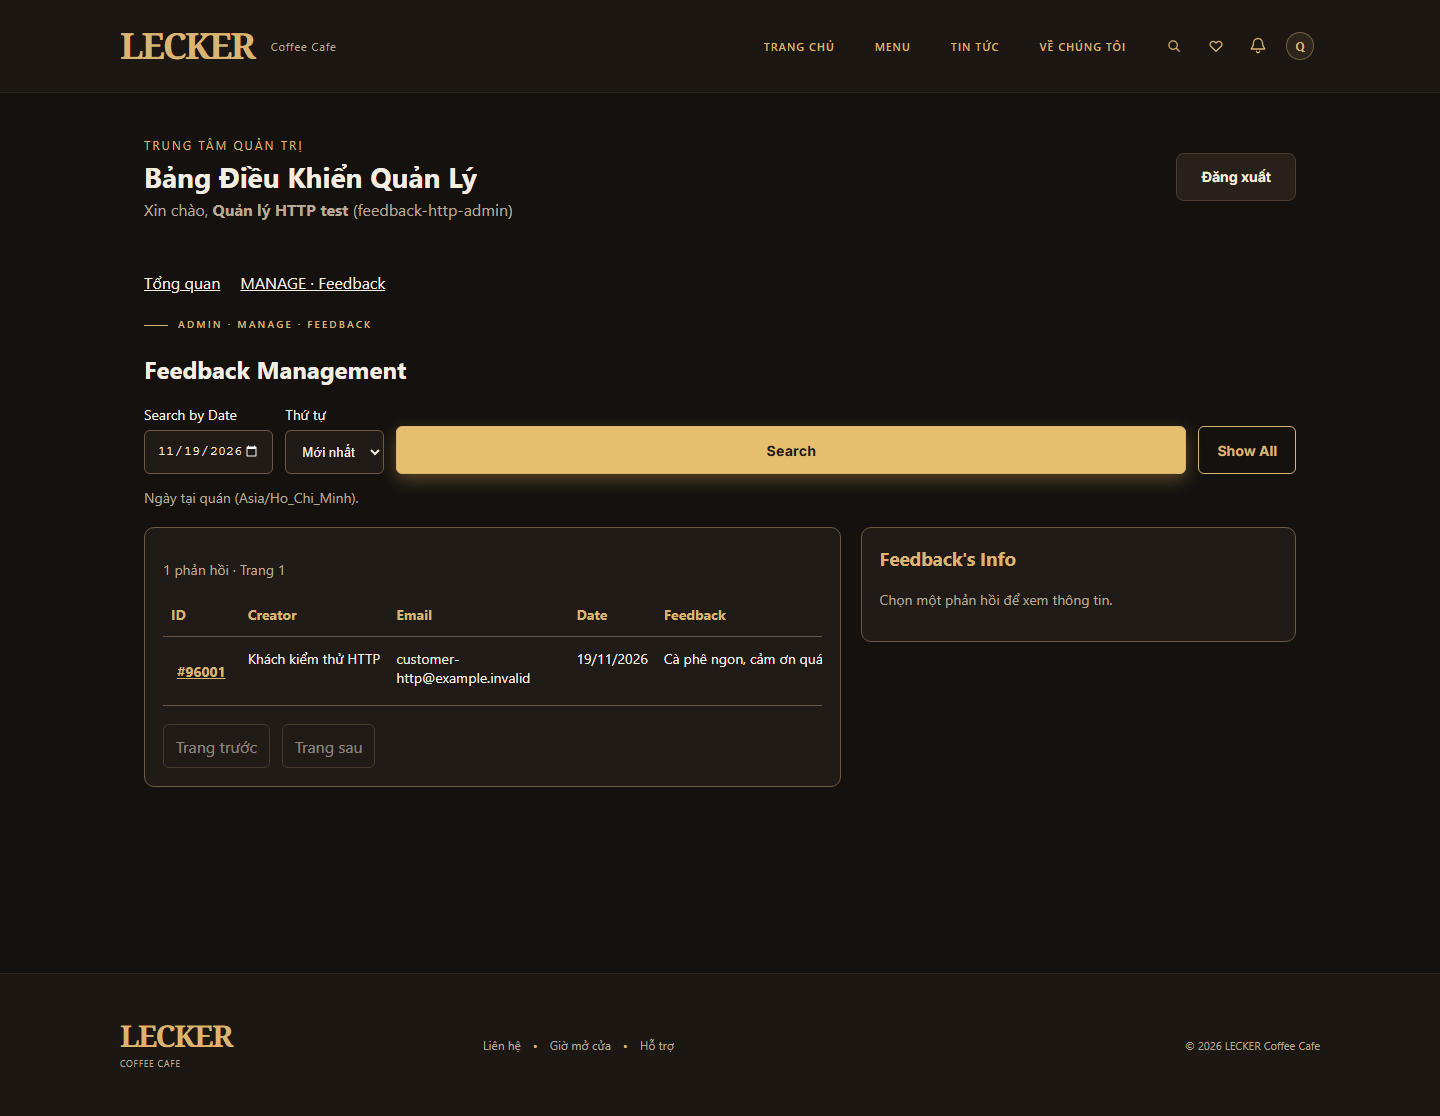 LECKER Coffee Cafe TRANG CHỦ MENU TIN TỨC VỀ CHÚNG TÔI Q
TRUNG TÂM QUẢN TRỊ
Bảng Điều Khiển Quản Lý
Đăng xuất
Xin chào, Quản lý HTTP test (feedback-http-admin)
Tổng quan MANAGE · Feedback
ADMIN · MANAGE · FEEDBACK
Feedback Management
Search by Date Thứ tự
11/19/2026 Mới nhất Search Show All
Ngày tại quán (Asia/Ho_Chi_Minh).
1 phản hồi · Trang 1
ID Creator Email Date Feedback
#96001 Khách kiểm thử HTTP customer-http@example.invalid 19/11/2026 Cà phê ngon, cảm ơn quá
Trang trước Trang sau
Feedback's Info
Chọn một phản hồi để xem thông tin.
LECKER
COFFEE CAFE
Liên hệ • Giờ mở cửa • Hỗ trợ
© 2026 LECKER Coffee Cafe